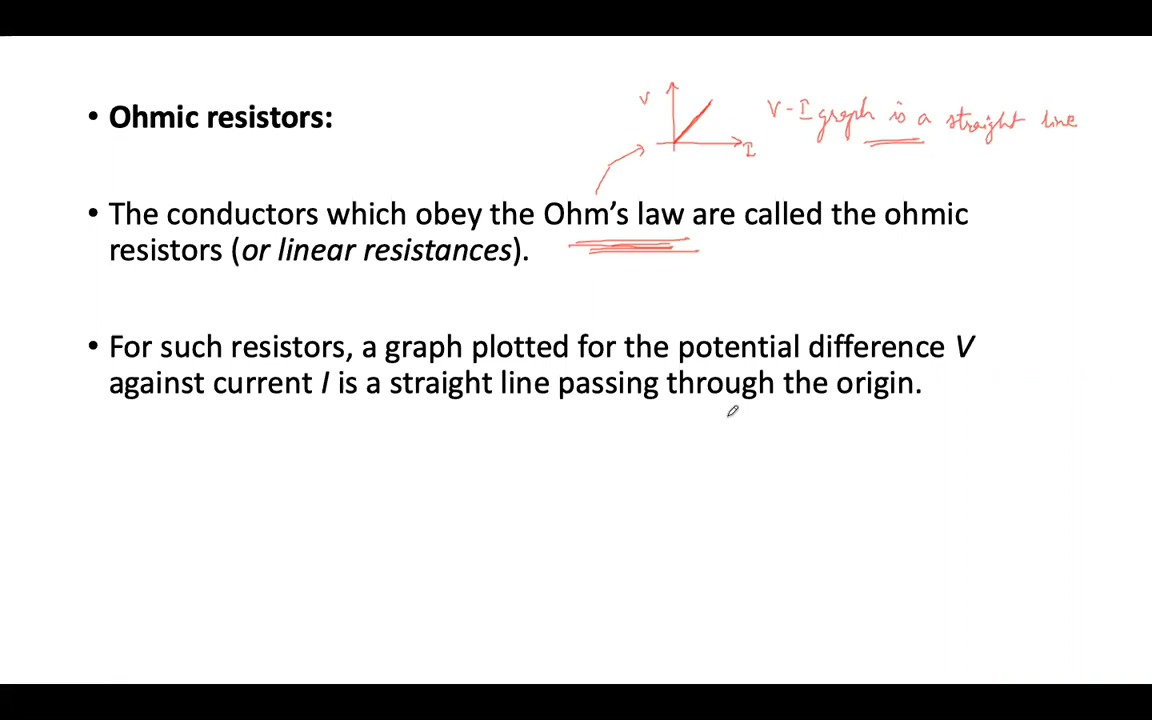 • Ohmic resistors:
V
I
V-I graph is a straight line
• The conductors which obey the Ohm’s law are called the ohmic
resistors (or linear resistances).
• For such resistors, a graph plotted for the potential difference V
against current I is a straight line passing through the origin.